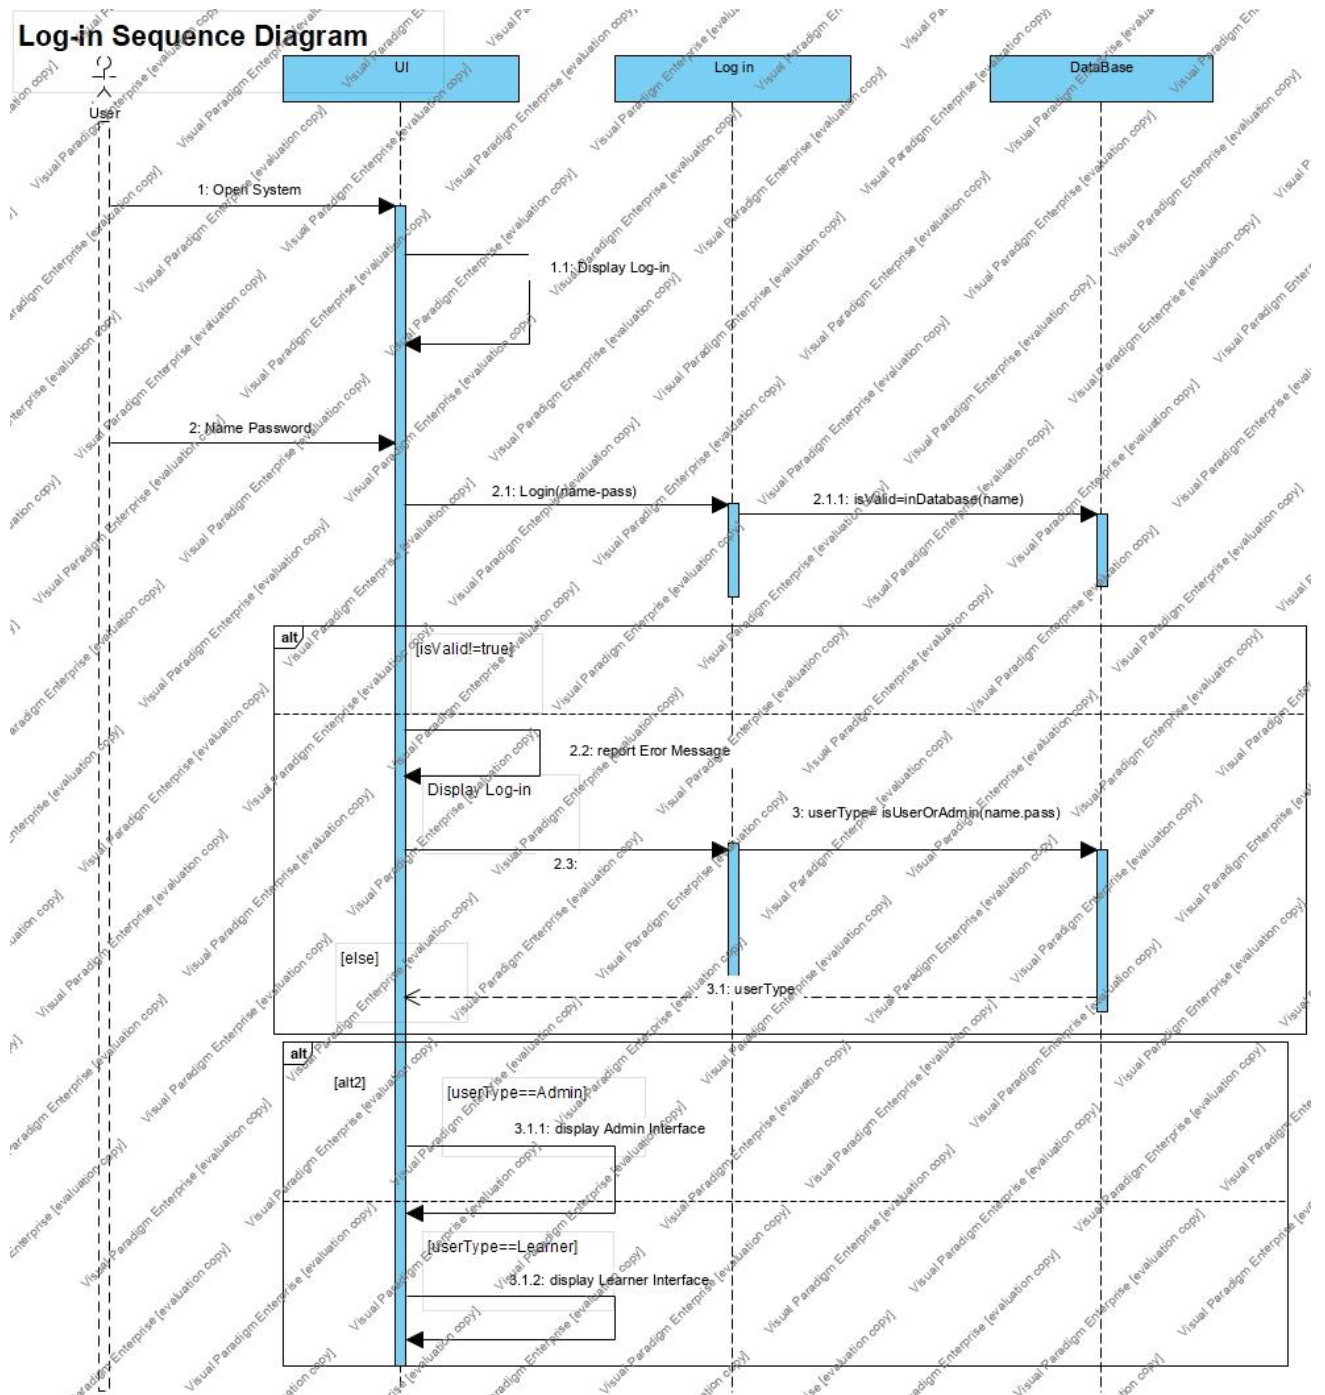 Log-in Sequence Diagram
User
UI
Log in
DataBase
1: Open System
1.1: Display Log-in
2: Name Password
2.1: Login(name-pass)
2.1.1: isValid=inDatabase(name)
alt
[isValid!=true]
2.2: report Eror Message
Display Log-in
3: userType= isUserOrAdmin(name.pass)
2.3:
[else]
3.1: userType
alt
[alt2]
[userType==Admin]
3.1.1: display Admin Interface
[userType==Learner]
3.1.2: display Learner Interface
Visual Paradigm Enterprise [evaluation copy]